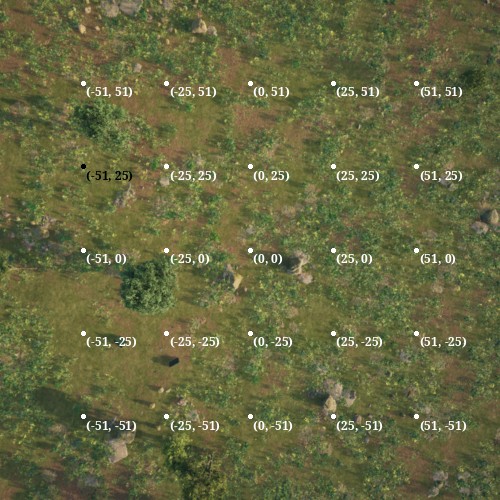 (-51, 51) (-25, 51) (0, 51) (25, 51) (51, 51)
(-51, 25) (-25, 25) (0, 25) (25, 25) (51, 25)
(-51, 0) (-25, 0) (0, 0) (25, 0) (51, 0)
(-51, -25) (-25, -25) (0, -25) (25, -25) (51, -25)
(-51, -51) (-25, -51) (0, -51) (25, -51) (51, -51)